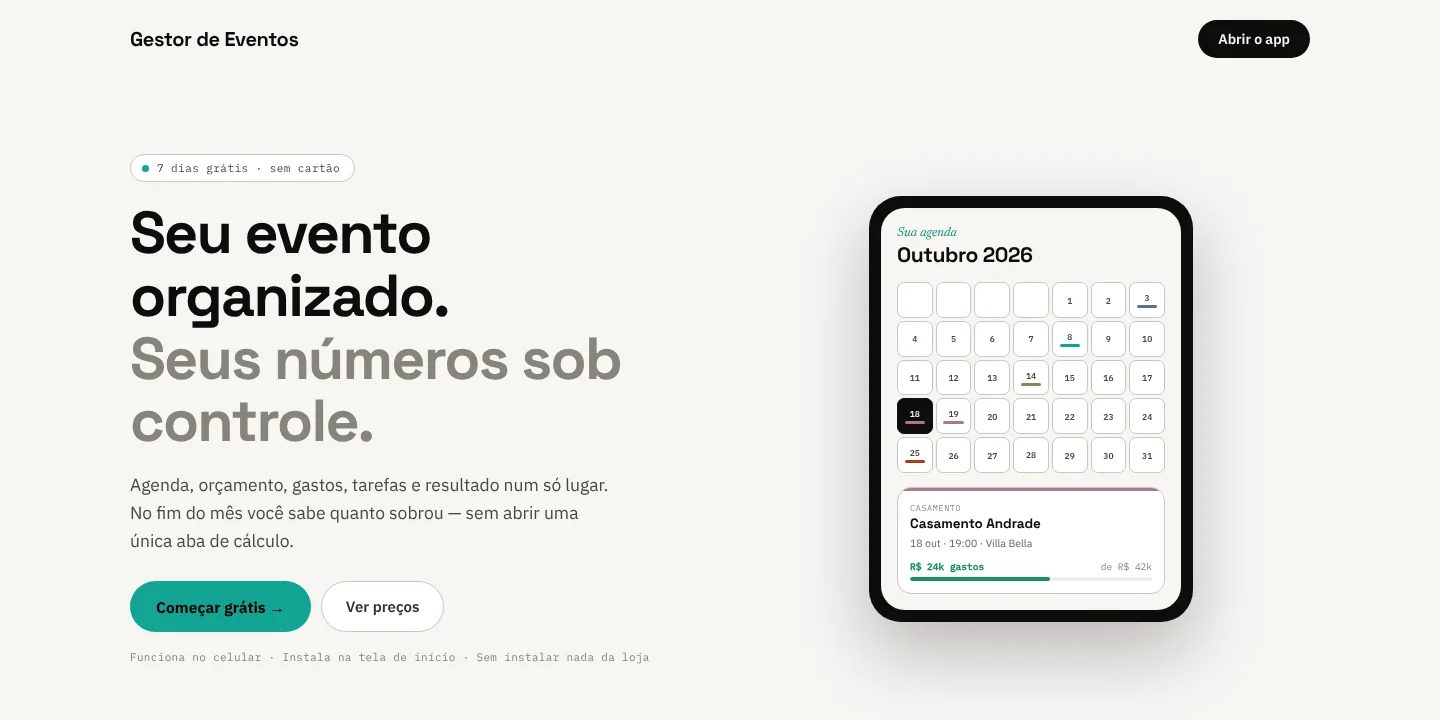 Gestor de Eventos
Abrir o app
7 dias grátis · sem cartão
Seu evento
organizado.
Seus números sob
controle.
Agenda, orçamento, gastos, tarefas e resultado num só lugar.
No fim do mês você sabe quanto sobrou — sem abrir uma
única aba de cálculo.
Começar grátis →
Ver preços
Funciona no celular · Instala na tela de início · Sem instalar nada da loja
Sua agenda
Outubro 2026
1 2 3
4 5 6 7 8 9 10
11 12 13 14 15 16 17
18 19 20 21 22 23 24
25 26 27 28 29 30 31
CASAMENTO
Casamento Andrade
18 out · 19:00 · Villa Bella
R$ 24k gastos de R$ 42k